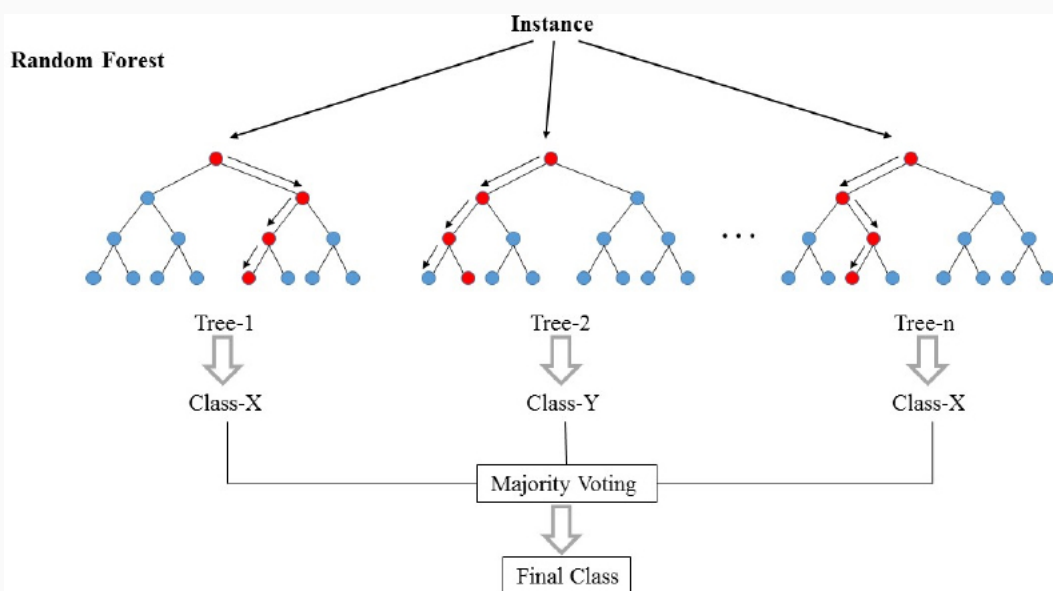 Instance
Random Forest
...
Tree-1 Tree-2 Tree-n
Class-X Class-Y Class-X
Majority Voting
Final Class